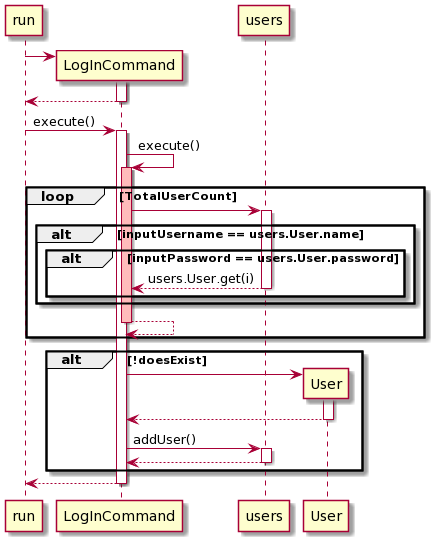 run
users
LogInCommand
execute()
execute()
loop
[TotalUserCount]
alt
[inputUsername == users.User.name]
alt
[inputPassword == users.User.password]
users.User.get(i)
alt
[!doesExist]
User
addUser()
run
LogInCommand
users
User